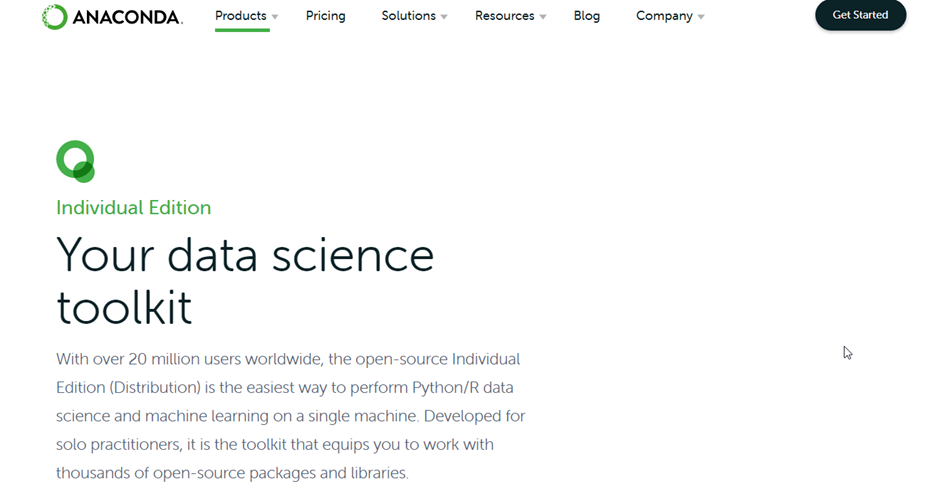 ANACONDA.
Products
Pricing
Solutions
Resources
Blog
Company
Get Started
Individual Edition
Your data science
toolkit
With over 20 million users worldwide, the open-source Individual
Edition (Distribution) is the easiest way to perform Python/R data
science and machine learning on a single machine. Developed for
solo practitioners, it is the toolkit that equips you to work with
thousands of open-source packages and libraries.